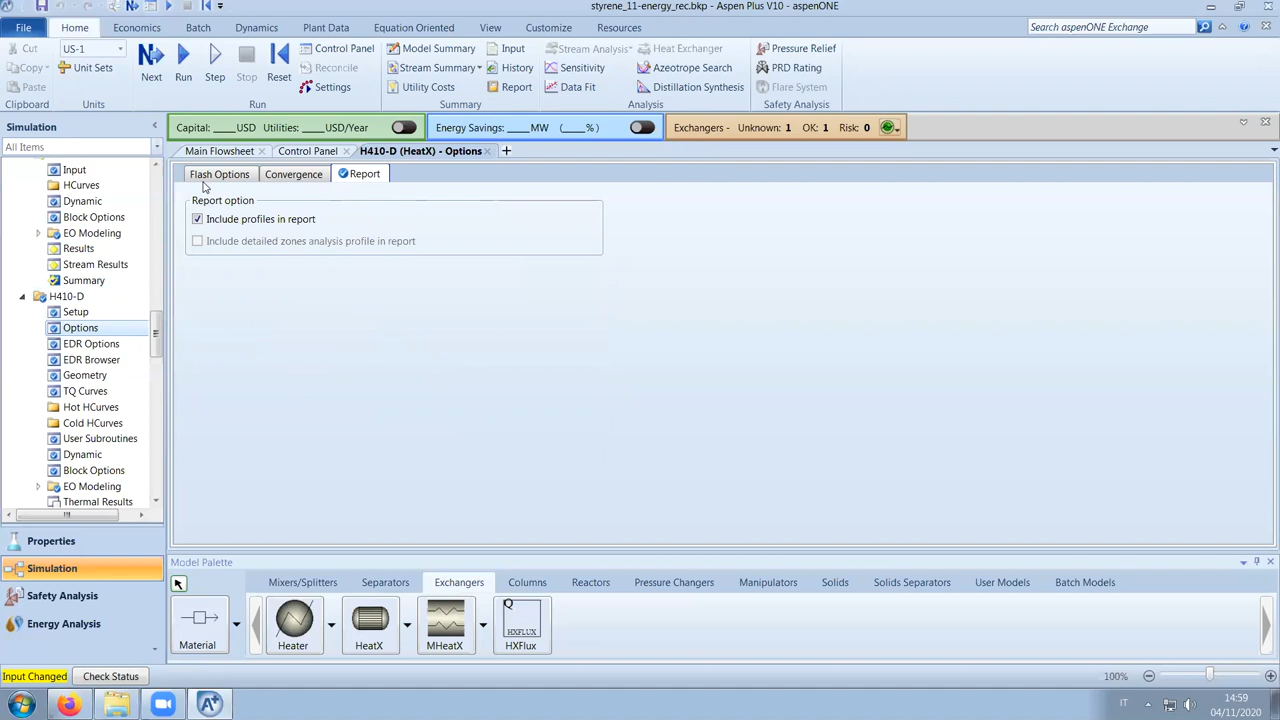 styrene_11-energy_rec.bkp - Aspen Plus V10 - aspenONE
File Home Economics Batch Dynamics Plant Data Equation Oriented View Customize Resources Search aspenONE Exchange
Cut US-1 Control Panel Model Summary Input Stream Analysis Heat Exchanger Pressure Relief
Copy Unit Sets Next Run Step Stop Reset Reconcile Stream Summary History Sensitivity Azeotrope Search PRD Rating
Paste Settings Utility Costs Report Data Fit Distillation Synthesis Flare System
Clipboard Units Run Summary Analysis Safety Analysis
Simulation Capital: ____USD Utilities: ____USD/Year Energy Savings: ____MW (____%) Exchangers - Unknown: 1 OK: 1 Risk: 0
All Items Main Flowsheet Control Panel H410-D (HeatX) - Options
Input
HCurves
Dynamic
Block Options
EO Modeling
Results
Stream Results
Summary
H410-D
Setup
Options
EDR Options
EDR Browser
Geometry
TQ Curves
Hot HCurves
Cold HCurves
User Subroutines
Dynamic
Block Options
EO Modeling
Thermal Results
Flash Options Convergence Report
Report option
Include profiles in report
Include detailed zones analysis profile in report
Properties
Simulation
Safety Analysis
Energy Analysis
Model Palette
Mixers/Splitters Separators Exchangers Columns Reactors Pressure Changers Manipulators Solids Solids Separators User Models Batch Models
Q
HXFLUX
Material Heater HeatX MHeatX HXFlux
Input Changed Check Status 100%
IT 14:59
04/11/2020